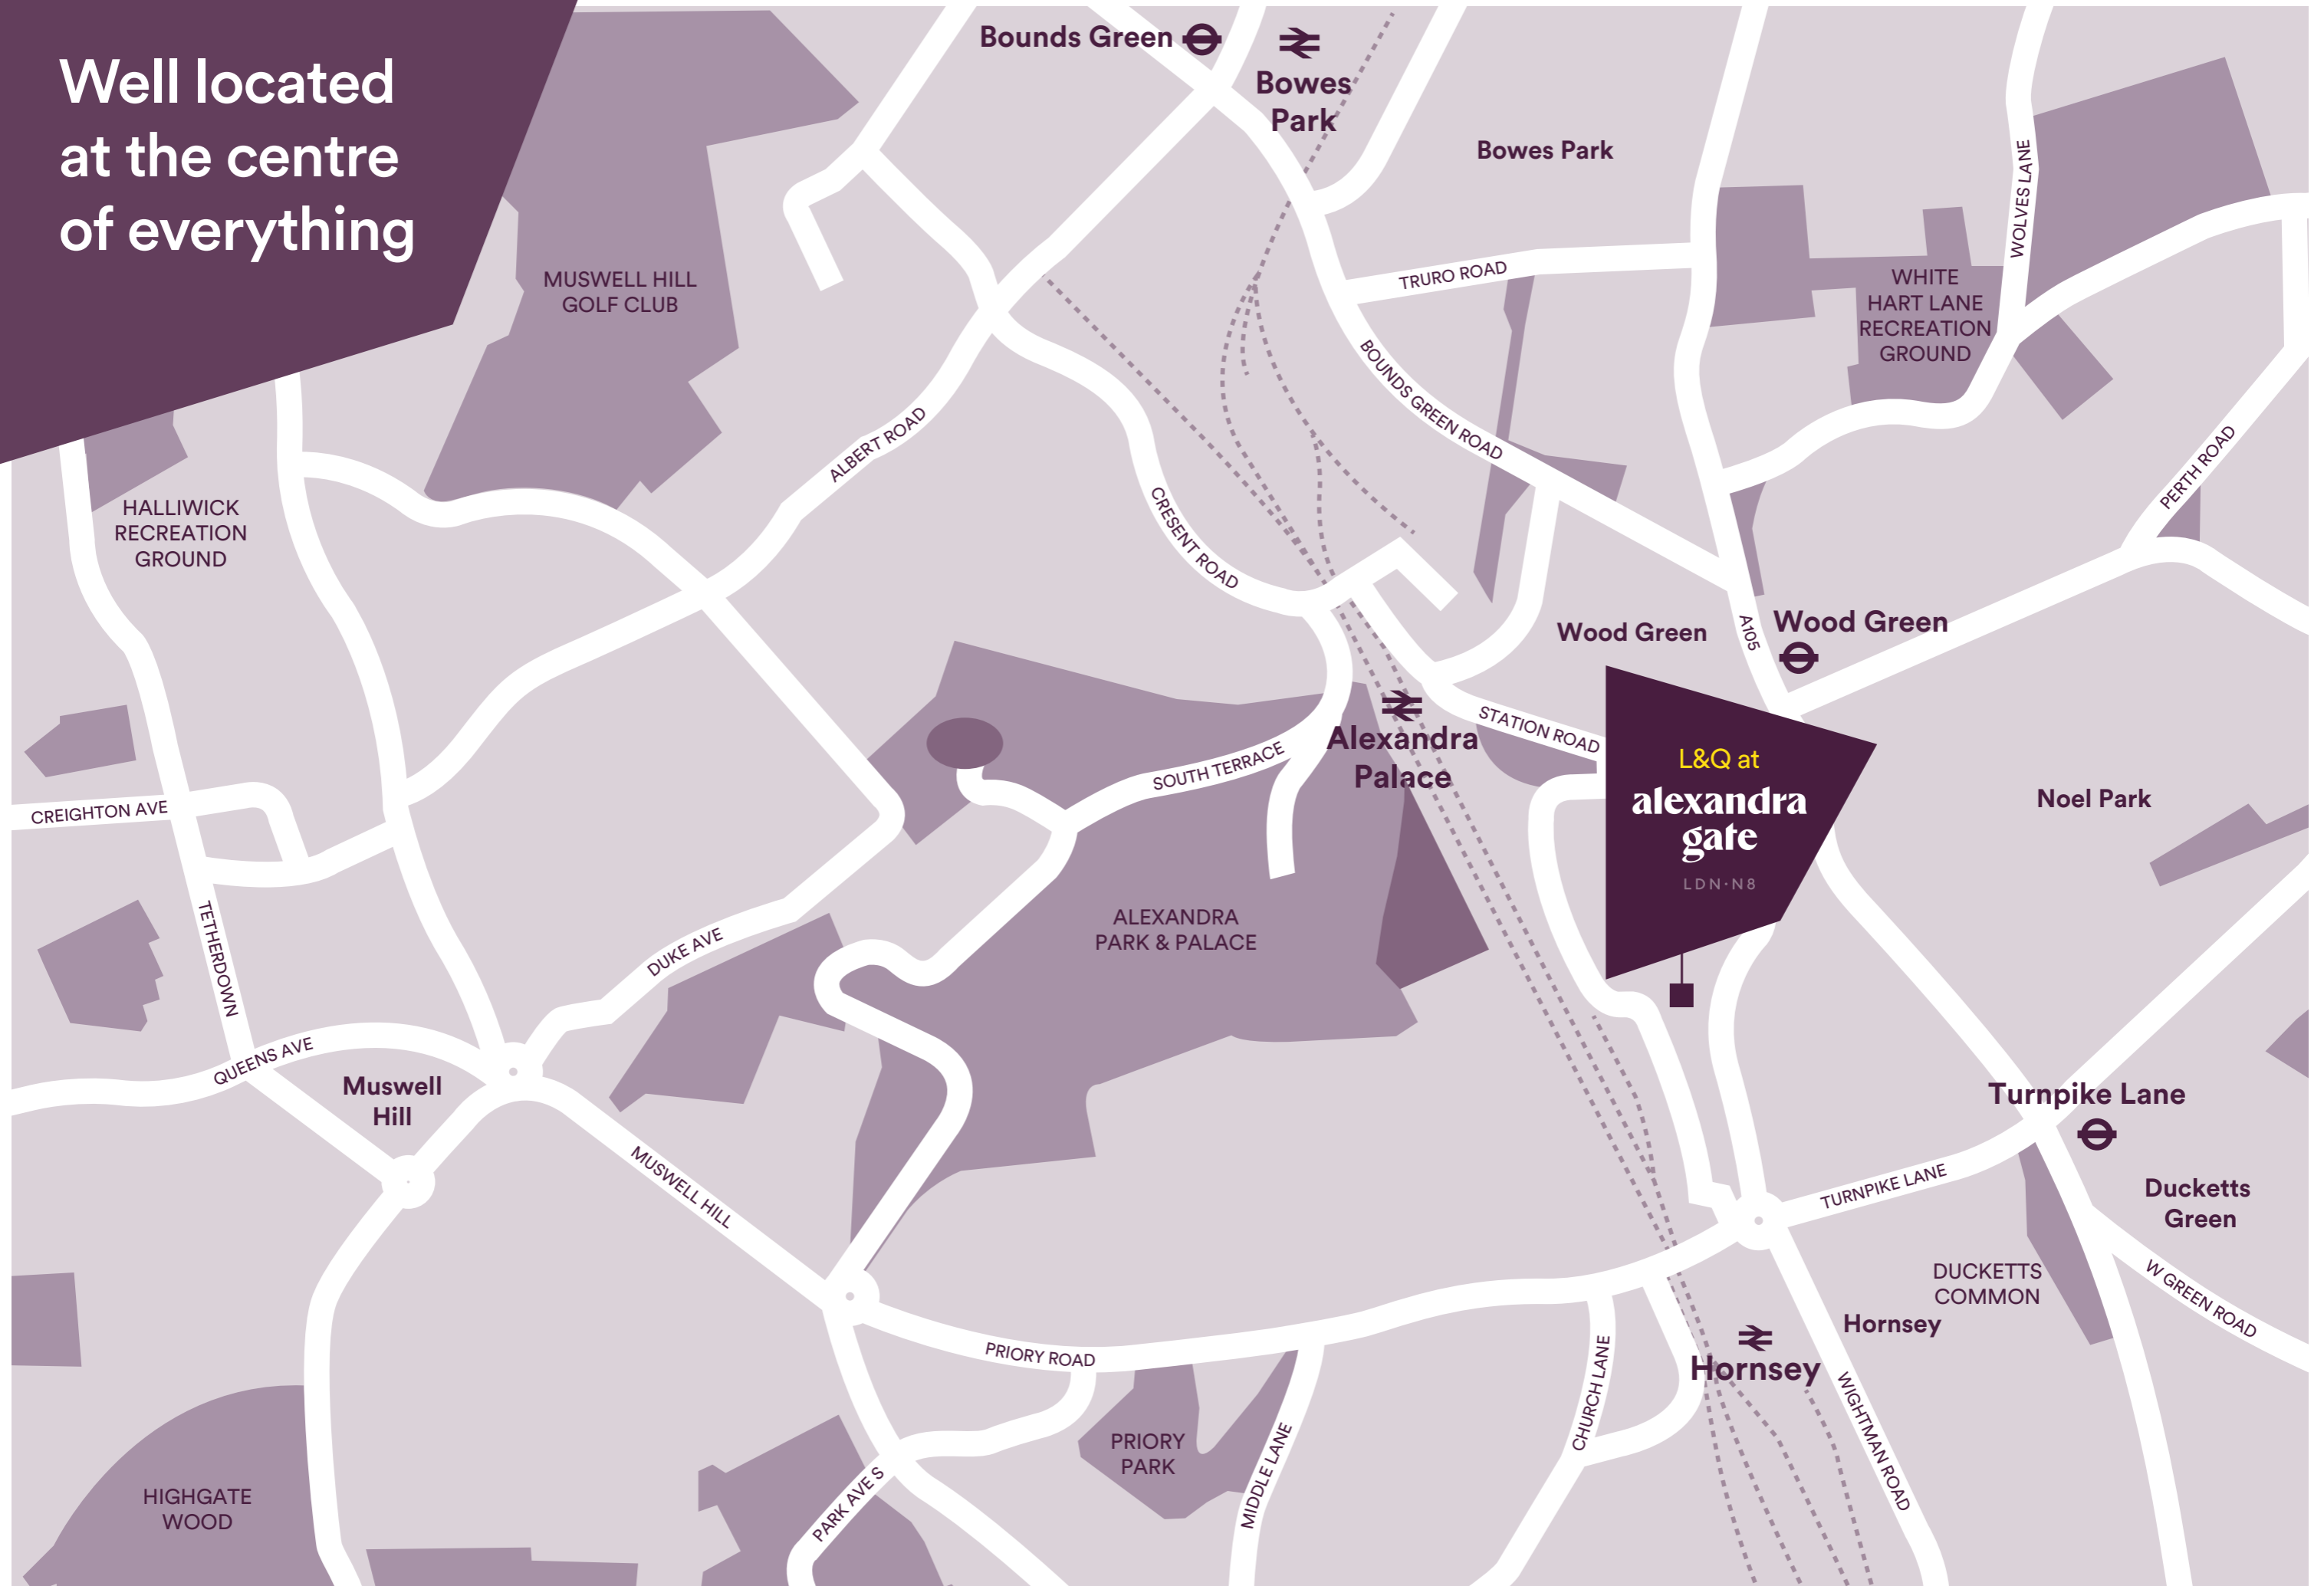 Well located
at the centre
of everything
Bounds Green
Bowes
Park
Bowes Park
WOLVES LANE
TRURO ROAD
MUSWELL HILL
GOLF CLUB
WHITE
HART LANE
RECREATION
GROUND
BOUNDS GREEN ROAD
ALBERT ROAD
PERTH ROAD
HALLIWICK
RECREATION
GROUND
CRESENT ROAD
A105
Wood Green
Wood Green
STATION ROAD
Alexandra
Palace
SOUTH TERRACE
L&Q at
alexandra
gate
LDN·N8
Noel Park
CREIGHTON AVE
TETHERDOWN
DUKE AVE
ALEXANDRA
PARK & PALACE
QUEENS AVE
Muswell
Hill
MUSWELL HILL
Turnpike Lane
TURNPIKE LANE
Ducketts
Green
DUCKETTS
COMMON
W GREEN ROAD
Hornsey
Hornsey
PRIORY ROAD
CHURCH LANE
WIGHTMAN ROAD
PRIORY
PARK
MIDDLE LANE
PARK AVE S
HIGHGATE
WOOD